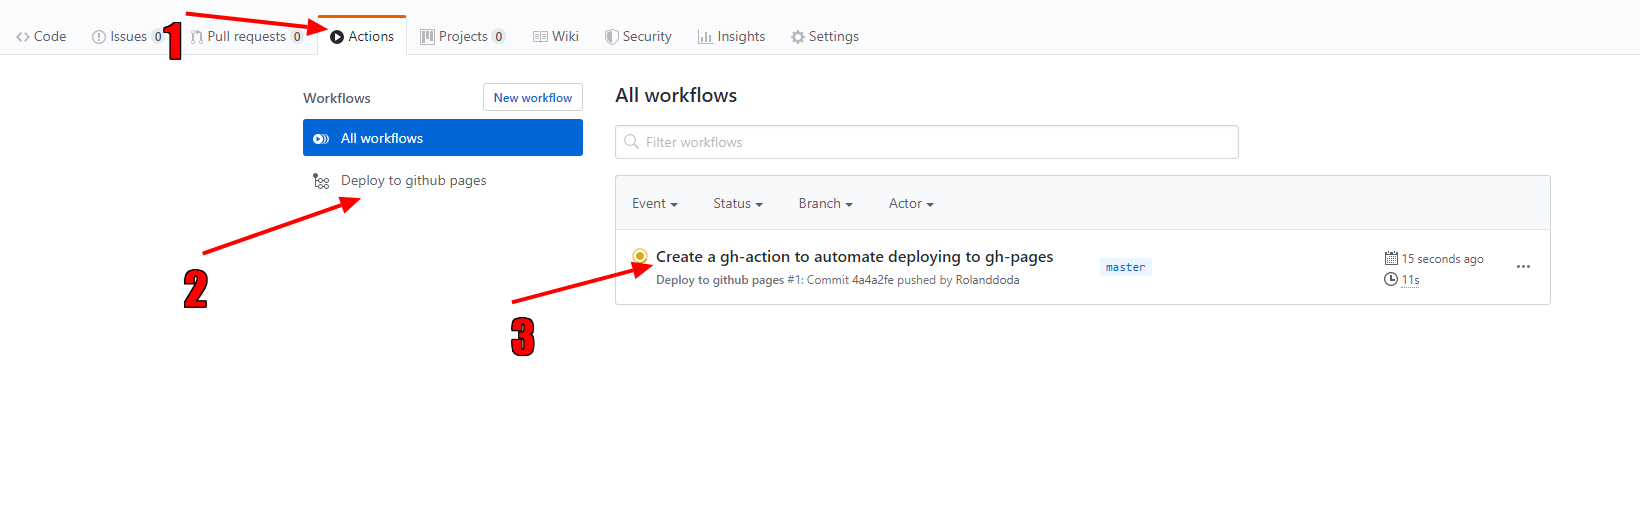 Code Issues 0 Pull requests 0 Actions Projects 0 Wiki Security Insights Settings
1
Workflows New workflow
All workflows
Deploy to github pages
2
All workflows
Filter workflows
Event Status Branch Actor
Create a gh-action to automate deploying to gh-pages
Deploy to github pages #1: Commit 4a4a2fe pushed by Rolanddoda
master
15 seconds ago
11s
3